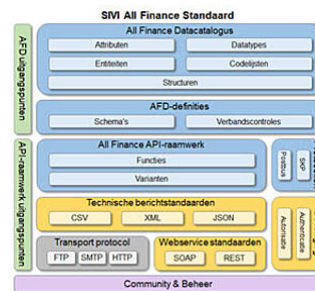 SIVI All Finance Standaard
AFD uitgangspunten
All Finance Datacatalogus
Attributen
Datatypes
Entiteiten
Codelijsten
Structuren
AFD-definities
Schema's
Verbandscontroles
API-raamwerk uitgangspunten
All Finance API-raamwerk
Functies
Varianten
Postbus
SKP
Technische berichtstandaarden
CSV
XML
JSON
Autorisatie
Authenticatie
Transport protocol
FTP
SMTP
HTTP
Webservice standaarden
SOAP
REST
Community & Beheer